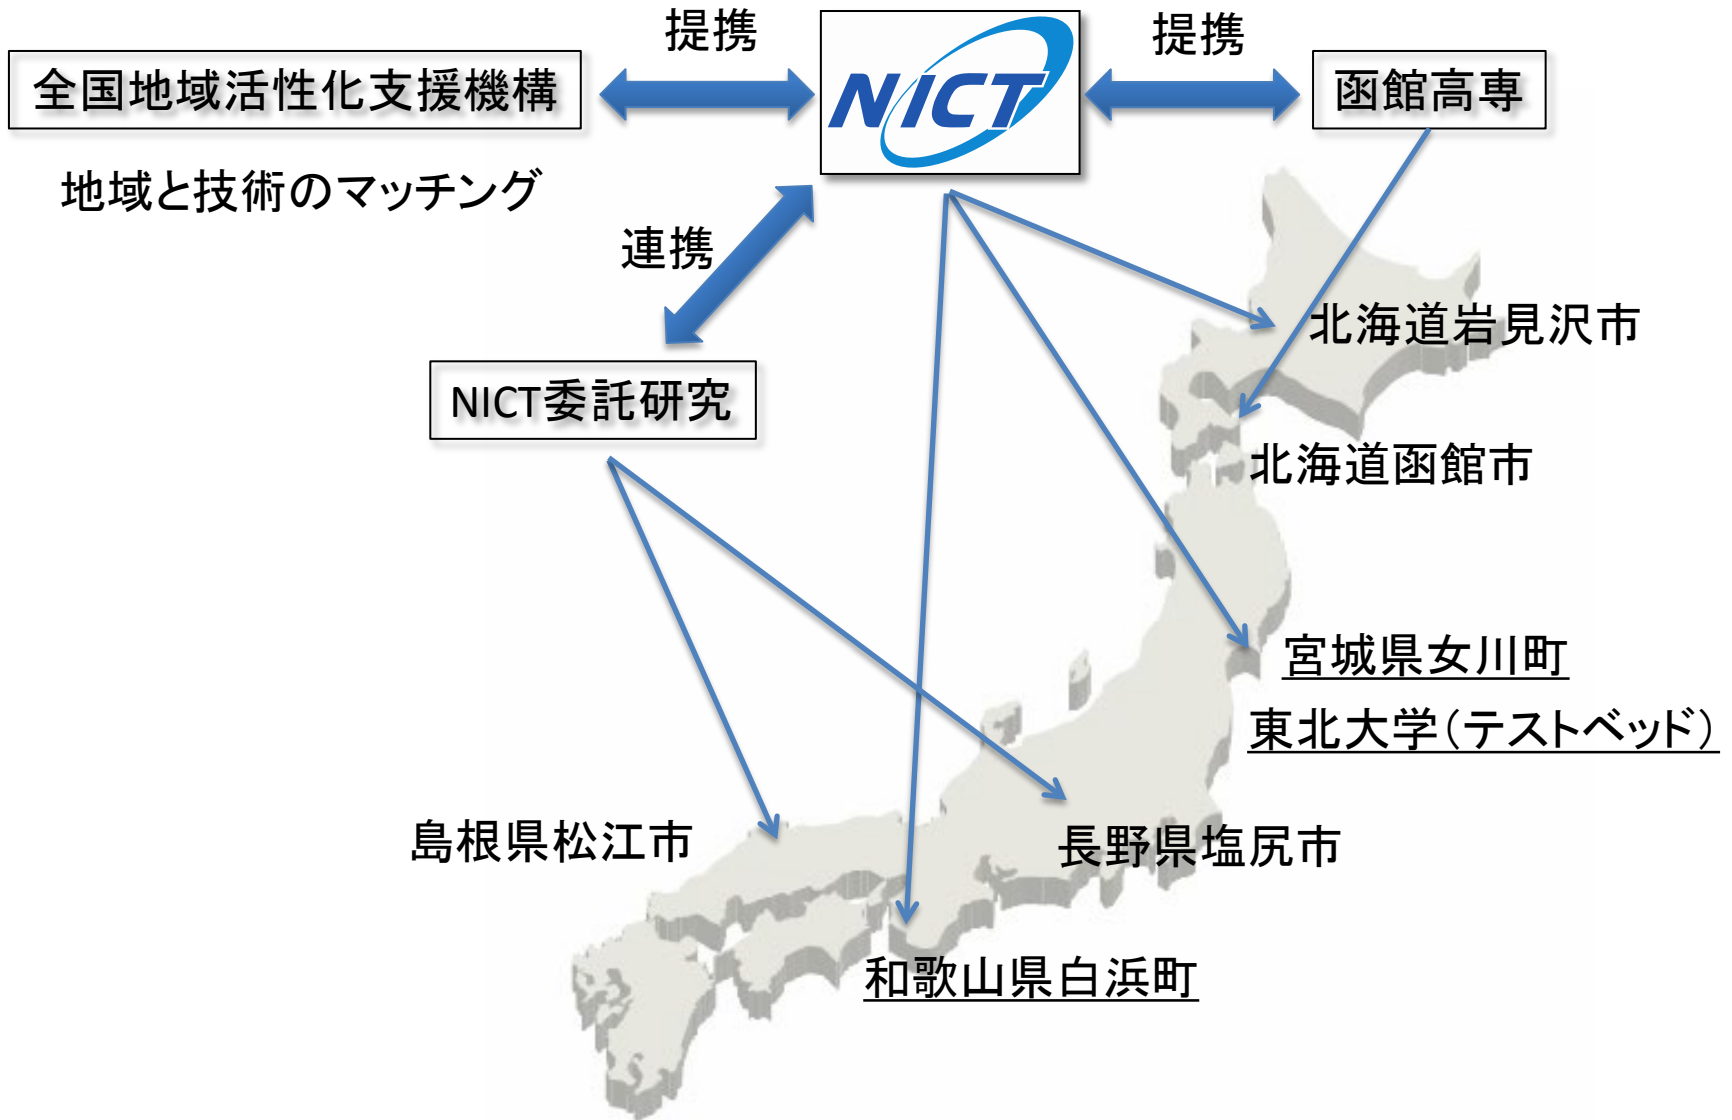 提携
提携
全国地域活性化支援機構
NICT
函館高専
地域と技術のマッチング
連携
北海道岩見沢市
NICT委託研究
北海道函館市
宮城県女川町
東北大学（テストベッド）
島根県松江市
長野県塩尻市
和歌山県白浜町